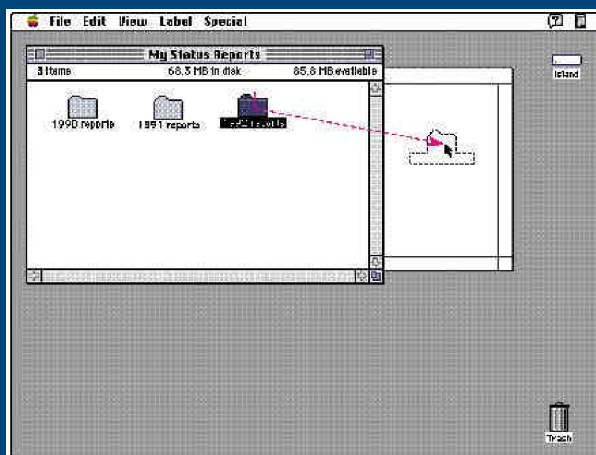 File Edit View Label Special
My Status Reports
3 items 68.3 MB in disk 85.8 MB available
1990 reports 1991 reports
Island
Trash